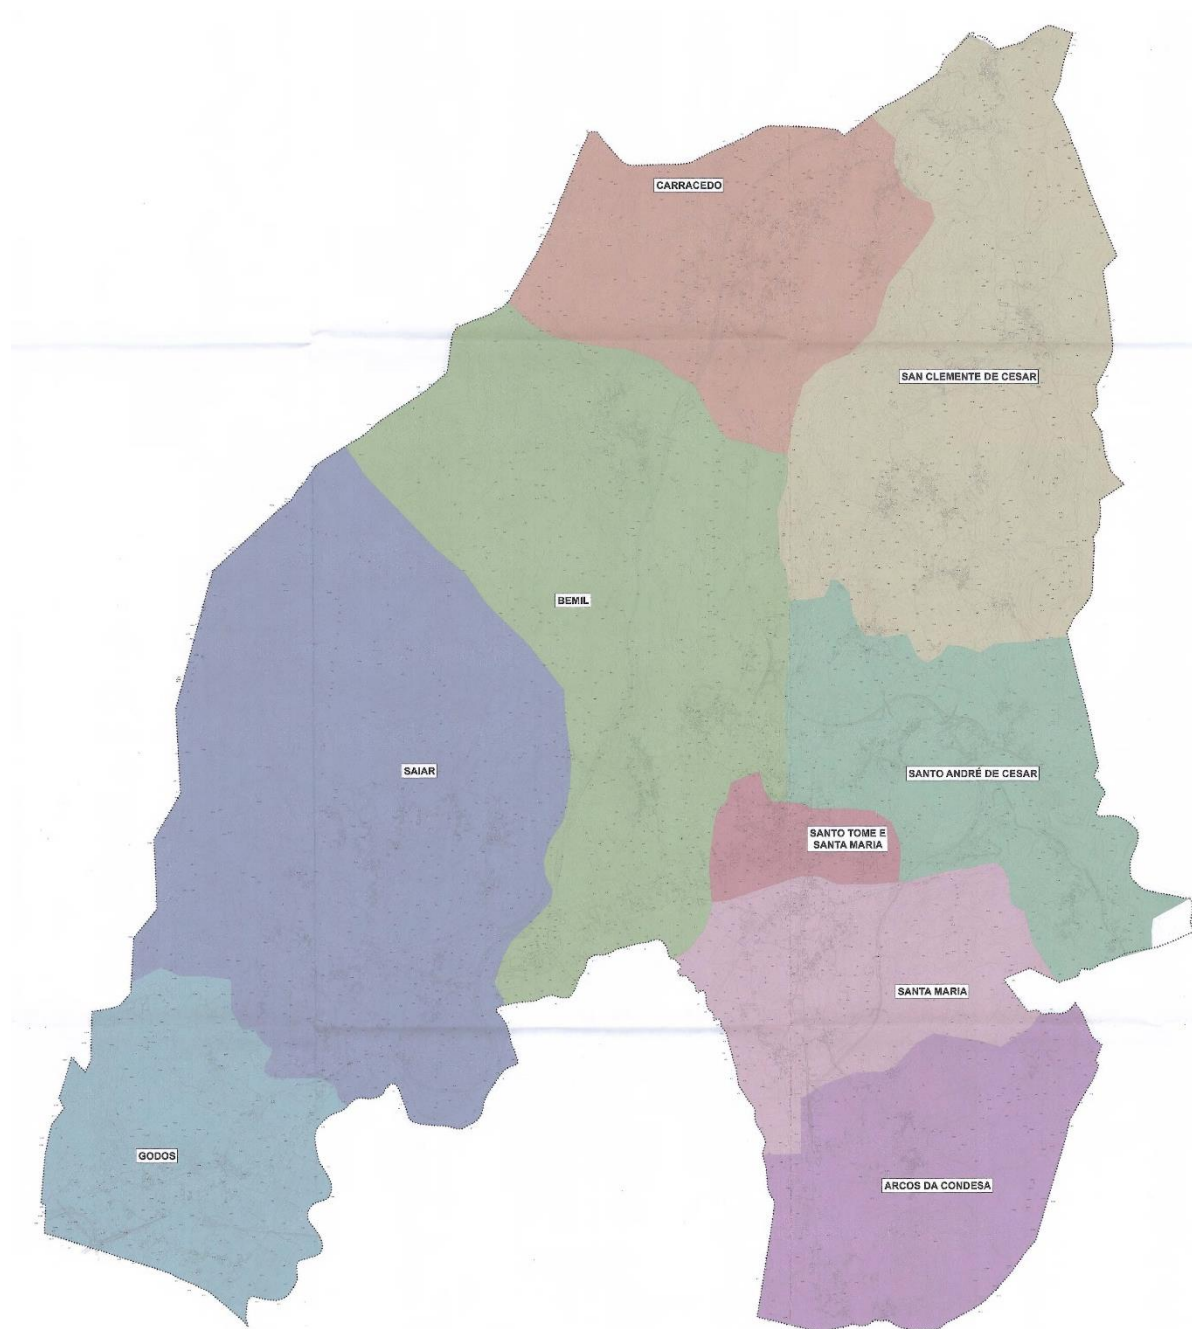 CARRACEDO
SAN CLEMENTE DE CESAR
BEMIL
SAIAR
SANTO ANDRÉ DE CESAR
SANTO TOME E
SANTA MARIA
SANTA MARIA
GODOS
ARCOS DA CONDESA